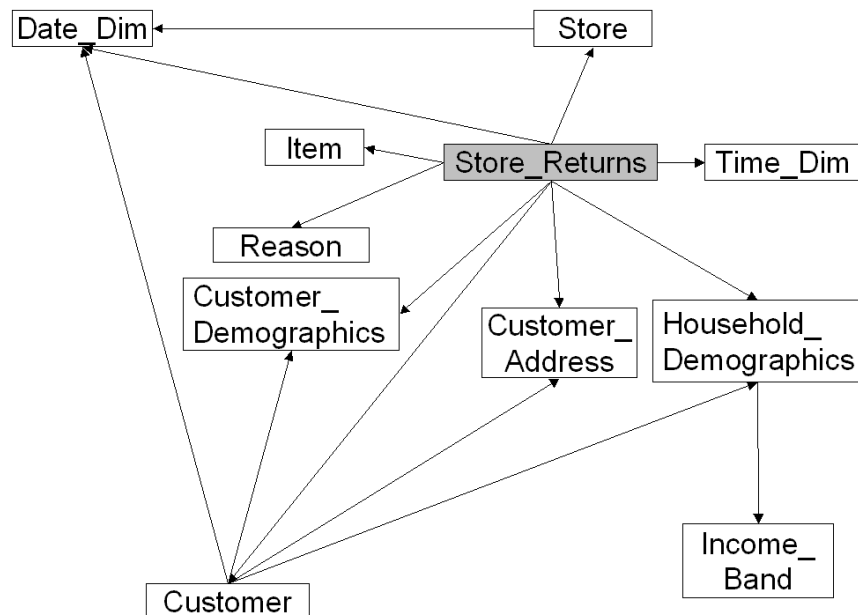 Date_Dim
Store
Item
Store_Returns
Time_Dim
Reason
Customer_
Demographics
Customer_
Address
Household_
Demographics
Income_
Band
Customer